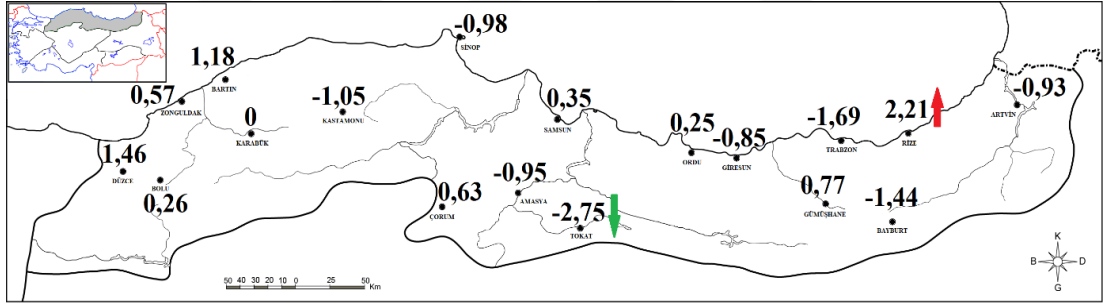 -0,98
SİNOP
1,18
BARTIN
0,57
ZONGULDAK
-1,05
KASTAMONU
0
KARABÜK
0,35
SAMSUN
-0,93
ARTVİN
2,21
RİZE
-1,69
TRABZON
0,25
ORDU
-0,85
GİRESUN
1,46
DÜZCE
BOLU
0,26
0,63
ÇORUM
-0,95
AMASYA
-2,75
TOKAT
0,77
GÜMÜŞHANE
-1,44
BAYBURT
K
B D
G
50 40 30 20 10 0 50
Km